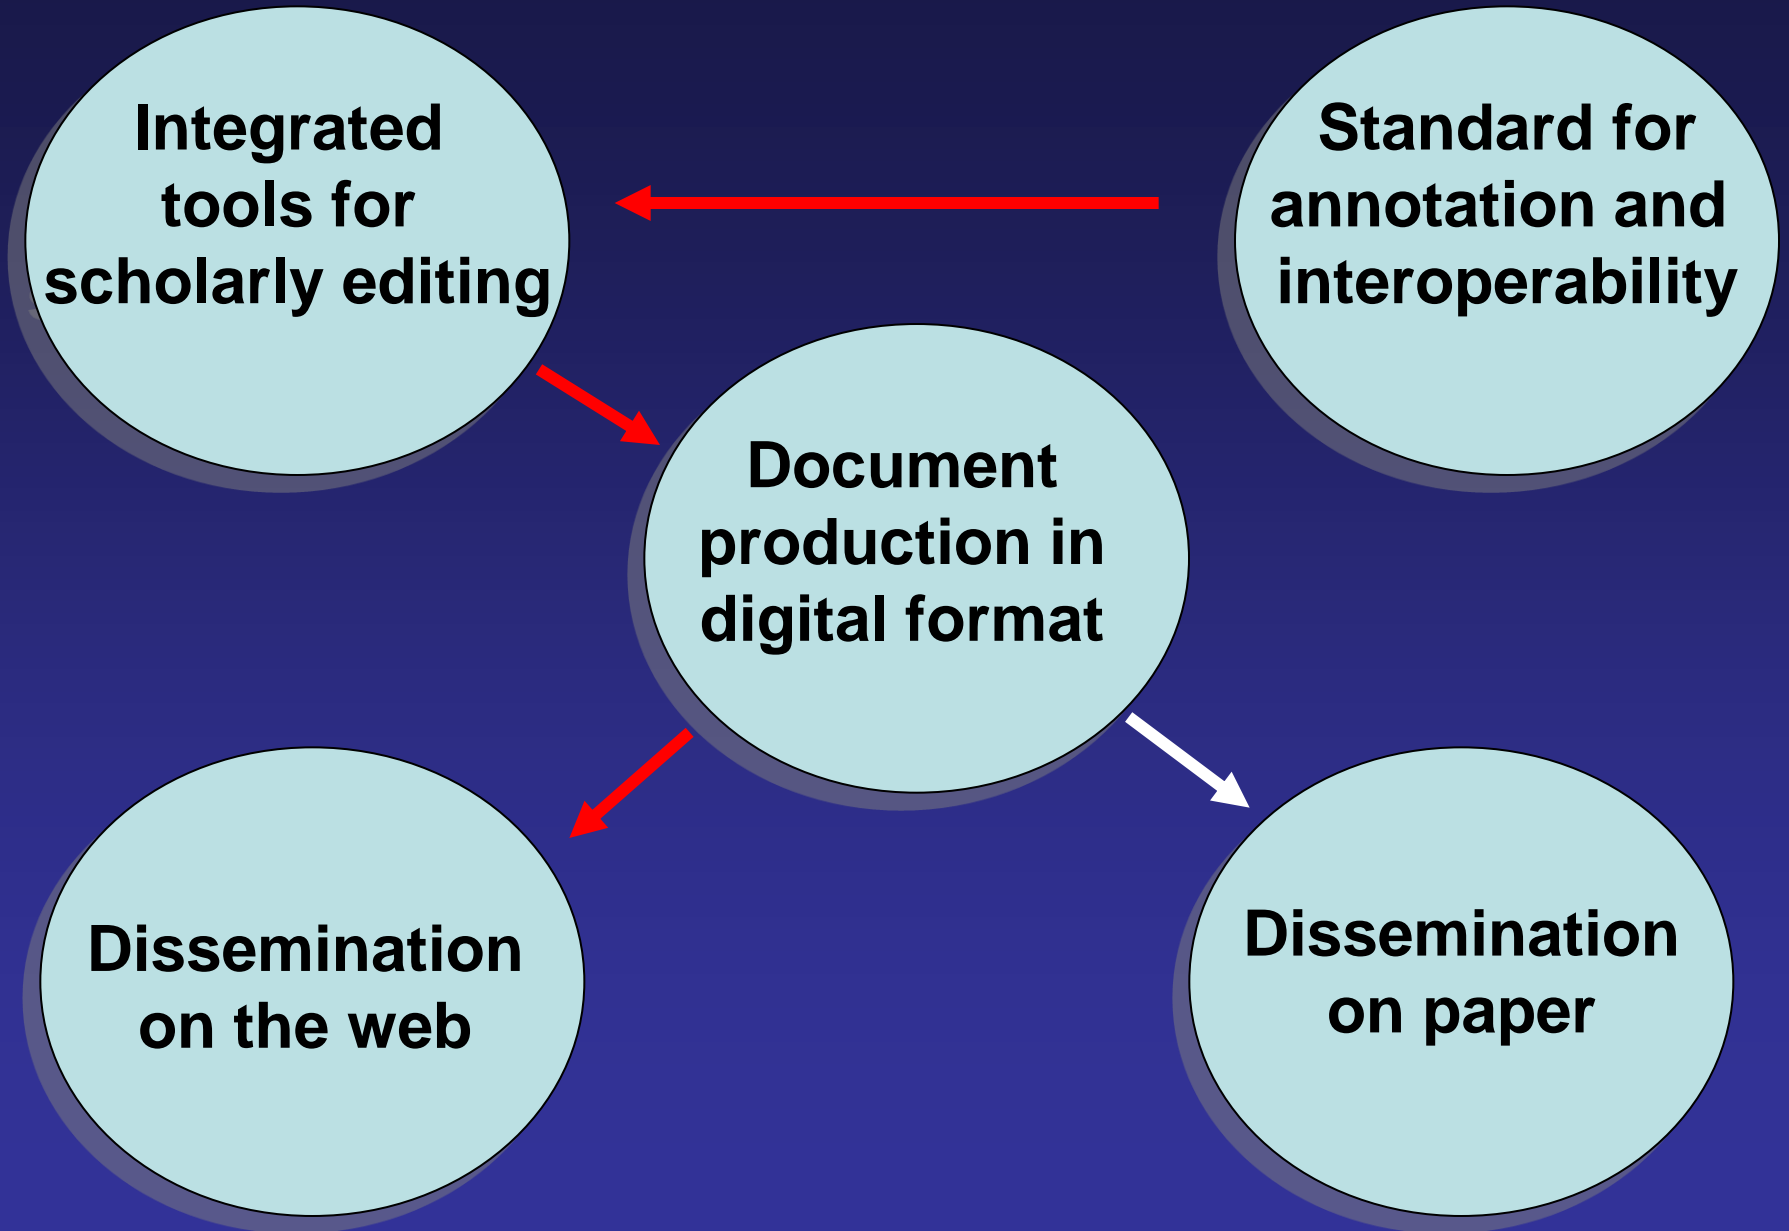 Integrated
tools for
scholarly editing
Standard for
annotation and
interoperability
Document
production in
digital format
Dissemination
on the web
Dissemination
on paper